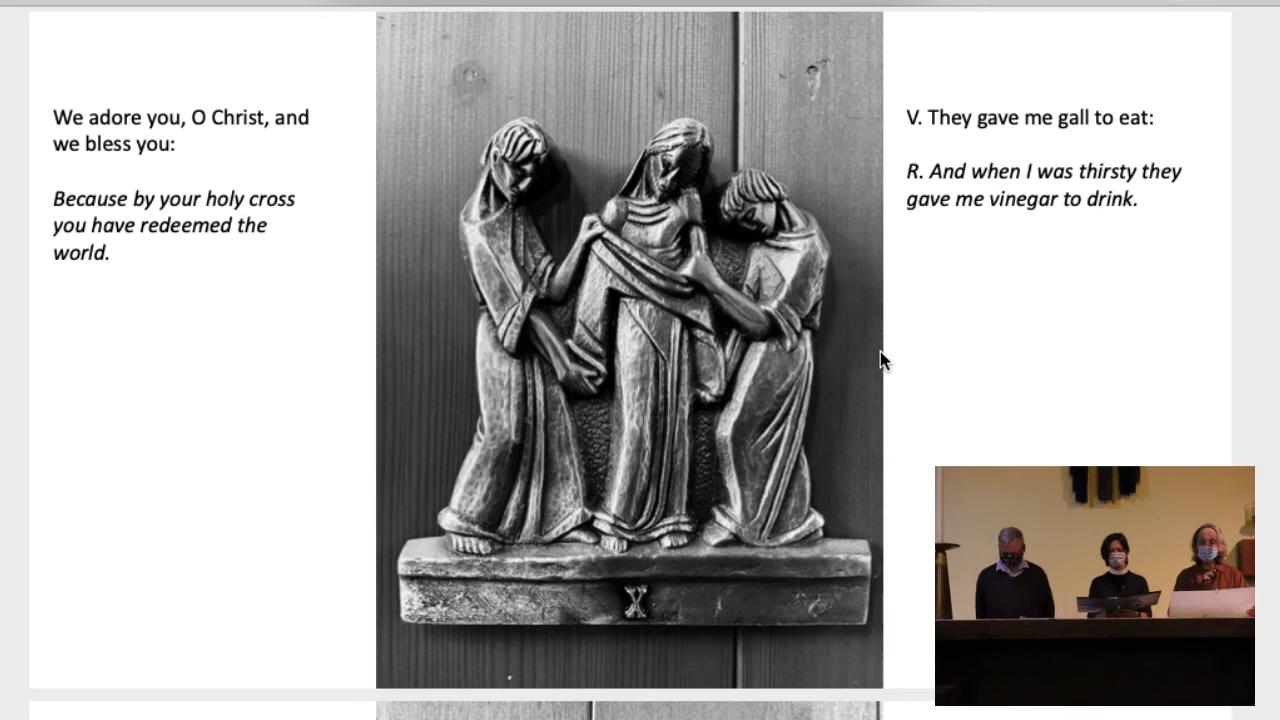 We adore you, O Christ, and
we bless you:
Because by your holy cross
you have redeemed the
world.
X
V. They gave me gall to eat:
R. And when I was thirsty they
gave me vinegar to drink.